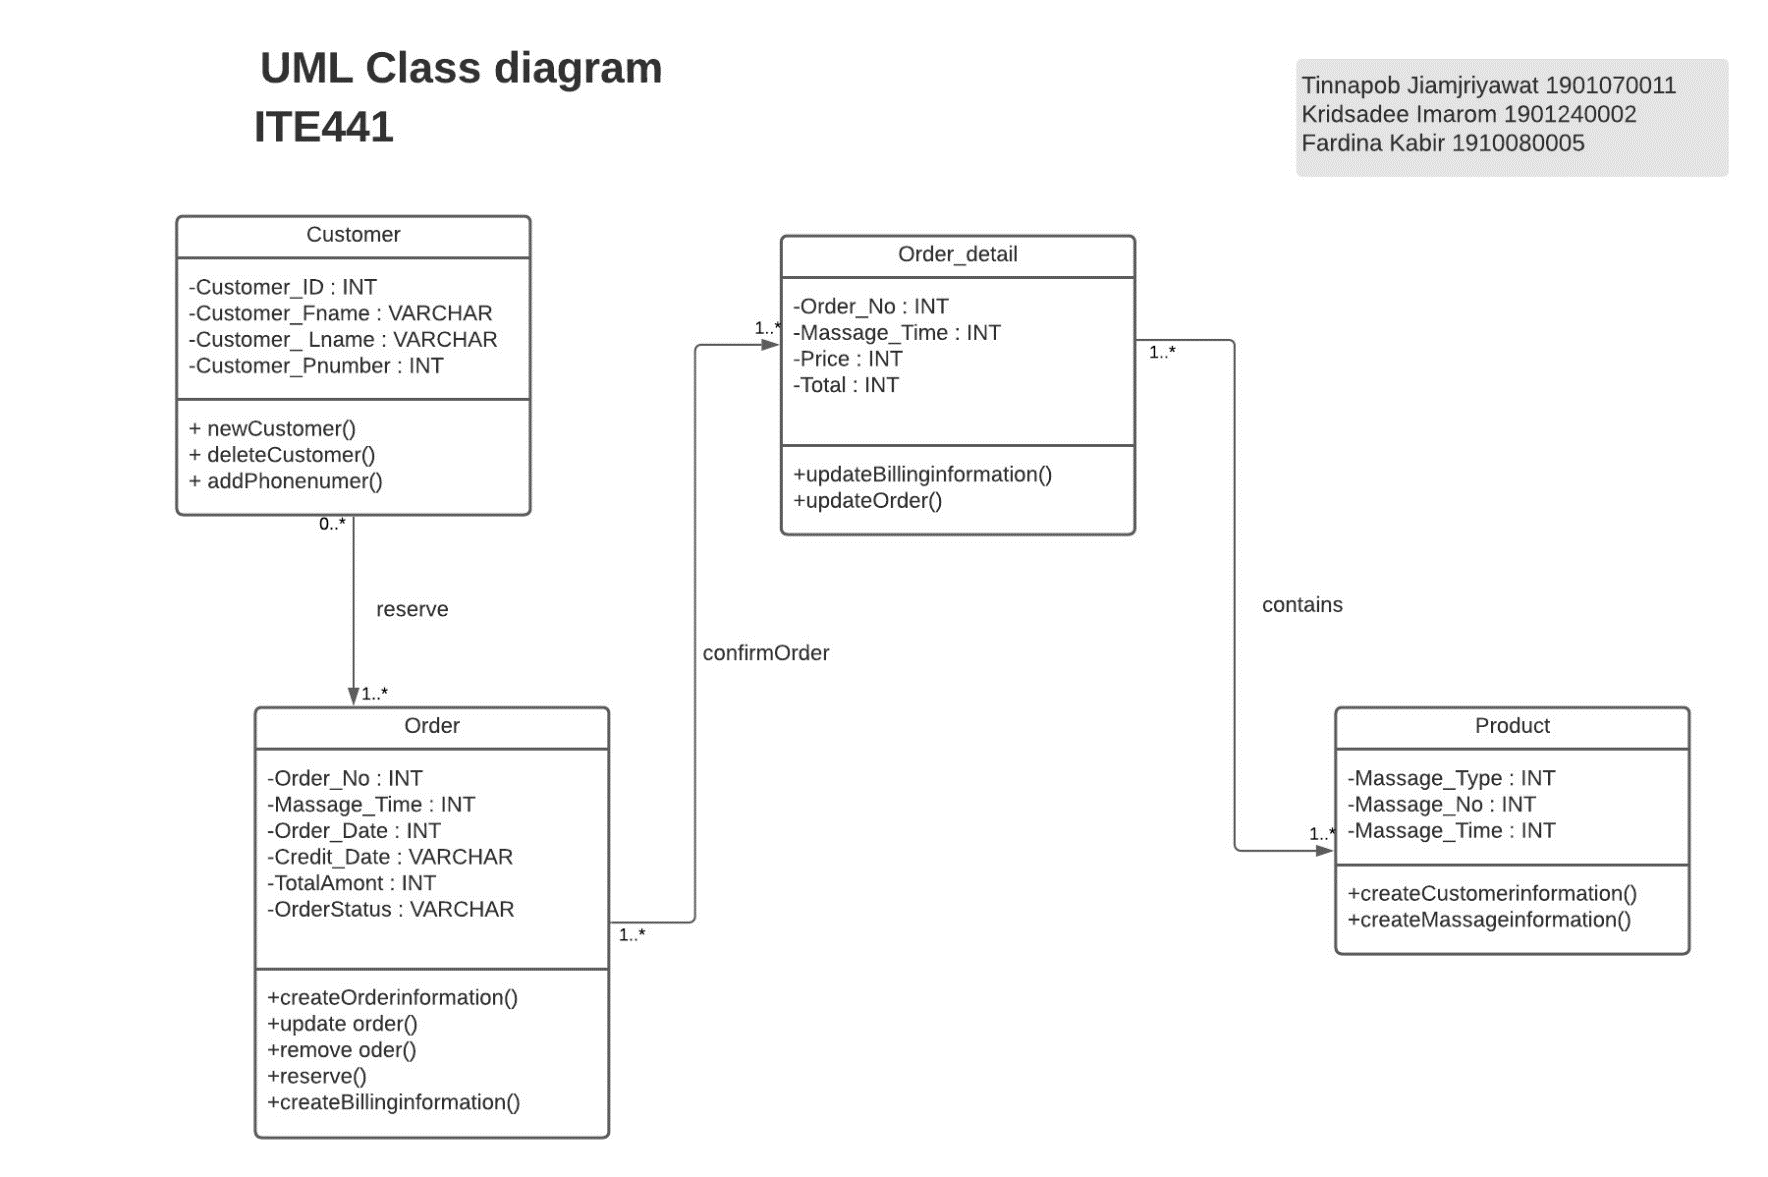 UML Class diagram
ITE441
Tinnapob Jiamjriyawat 1901070011
Kridsadee Imarom 1901240002
Fardina Kabir 1910080005
Customer
-Customer_ID : INT
-Customer_Fname : VARCHAR
-Customer_ Lname : VARCHAR
-Customer_Pnumber : INT
+ newCustomer()
+ deleteCustomer()
+ addPhonenumer()
0..*
reserve
1..*
Order
-Order_No : INT
-Massage_Time : INT
-Order_Date : INT
-Credit_Date : VARCHAR
-TotalAmont : INT
-OrderStatus : VARCHAR
+createOrderinformation()
+update order()
+remove oder()
+reserve()
+createBillinginformation()
1..*
confirmOrder
1..*
Order_detail
-Order_No : INT
-Massage_Time : INT
-Price : INT
-Total : INT
+updateBillinginformation()
+updateOrder()
1..*
contains
1..*
Product
-Massage_Type : INT
-Massage_No : INT
-Massage_Time : INT
+createCustomerinformation()
+createMassageinformation()